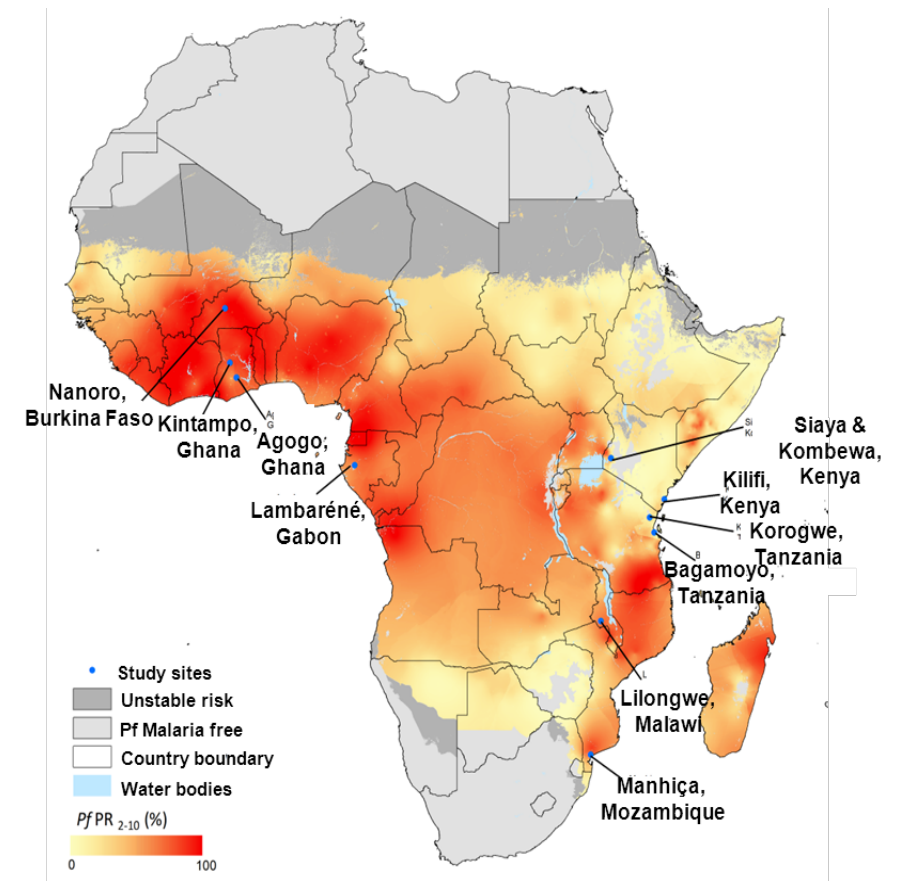 Nanoro,
Burkina Faso
Kintampo,
Ghana
Agogo;
Ghana
Lambaréné,
Gabon
Siaya &
Kombewa,
Kenya
Kilifi,
Kenya
Korogwe,
Tanzania
Bagamoyo,
Tanzania
Lilongwe,
Malawi
Manhiça,
Mozambique
Study sites
Unstable risk
Pf Malaria free
Country boundary
Water bodies
Pf PR 2-10 (%)
0 100